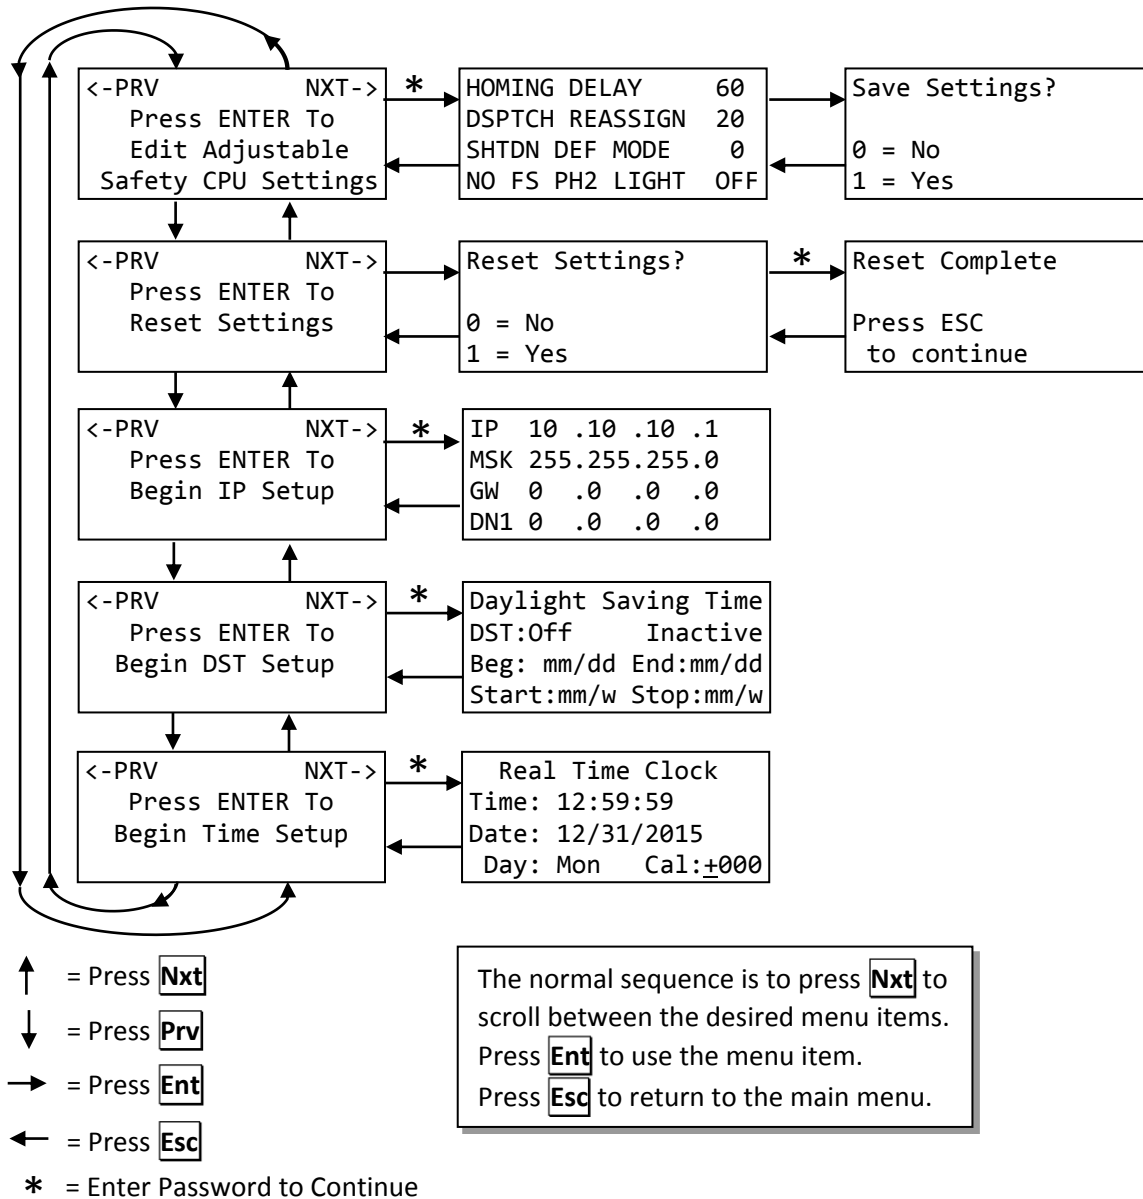 <-PRV          NXT->
Press ENTER To
Edit Adjustable
Safety CPU Settings
*
HOMING DELAY     60
DSPTCH REASSIGN  20
SHTDN DEF MODE    0
NO FS PH2 LIGHT  OFF
Save Settings?
0 = No
1 = Yes
<-PRV          NXT->
Press ENTER To
Reset Settings
Reset Settings?
0 = No
1 = Yes
*
Reset Complete
Press ESC
to continue
<-PRV          NXT->
Press ENTER To
Begin IP Setup
*
IP  10 .10 .10 .1
MSK 255.255.255.0
GW  0  .0  .0  .0
DN1 0  .0  .0  .0
<-PRV          NXT->
Press ENTER To
Begin DST Setup
*
Daylight Saving Time
DST:Off     Inactive
Beg: mm/dd End:mm/dd
Start:mm/w Stop:mm/w
<-PRV          NXT->
Press ENTER To
Begin Time Setup
*
Real Time Clock
Time: 12:59:59
Date: 12/31/2015
Day: Mon   Cal:+000
= Press Nxt
= Press Prv
= Press Ent
= Press Esc
* = Enter Password to Continue
The normal sequence is to press Nxt to
scroll between the desired menu items.
Press Ent to use the menu item.
Press Esc to return to the main menu.